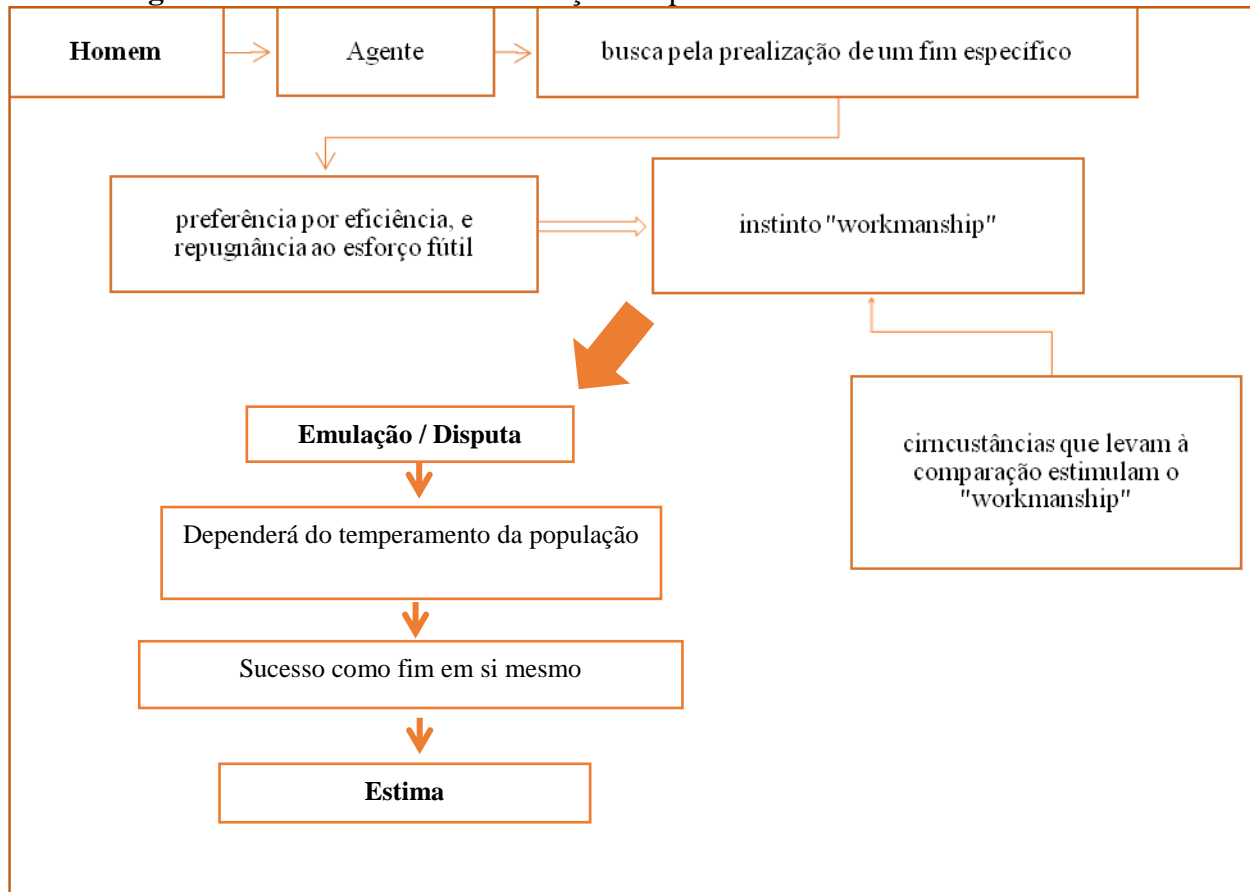 Homem
Agente
busca pela prealização de um fim específico
preferência por eficiência, e
repugnância ao esforço fútil
instinto "workmanship"
Emulação / Disputa
cirncustâncias que levam à
comparação estimulam o
"workmanship"
Dependerá do temperamento da população
Sucesso como fim em si mesmo
Estima